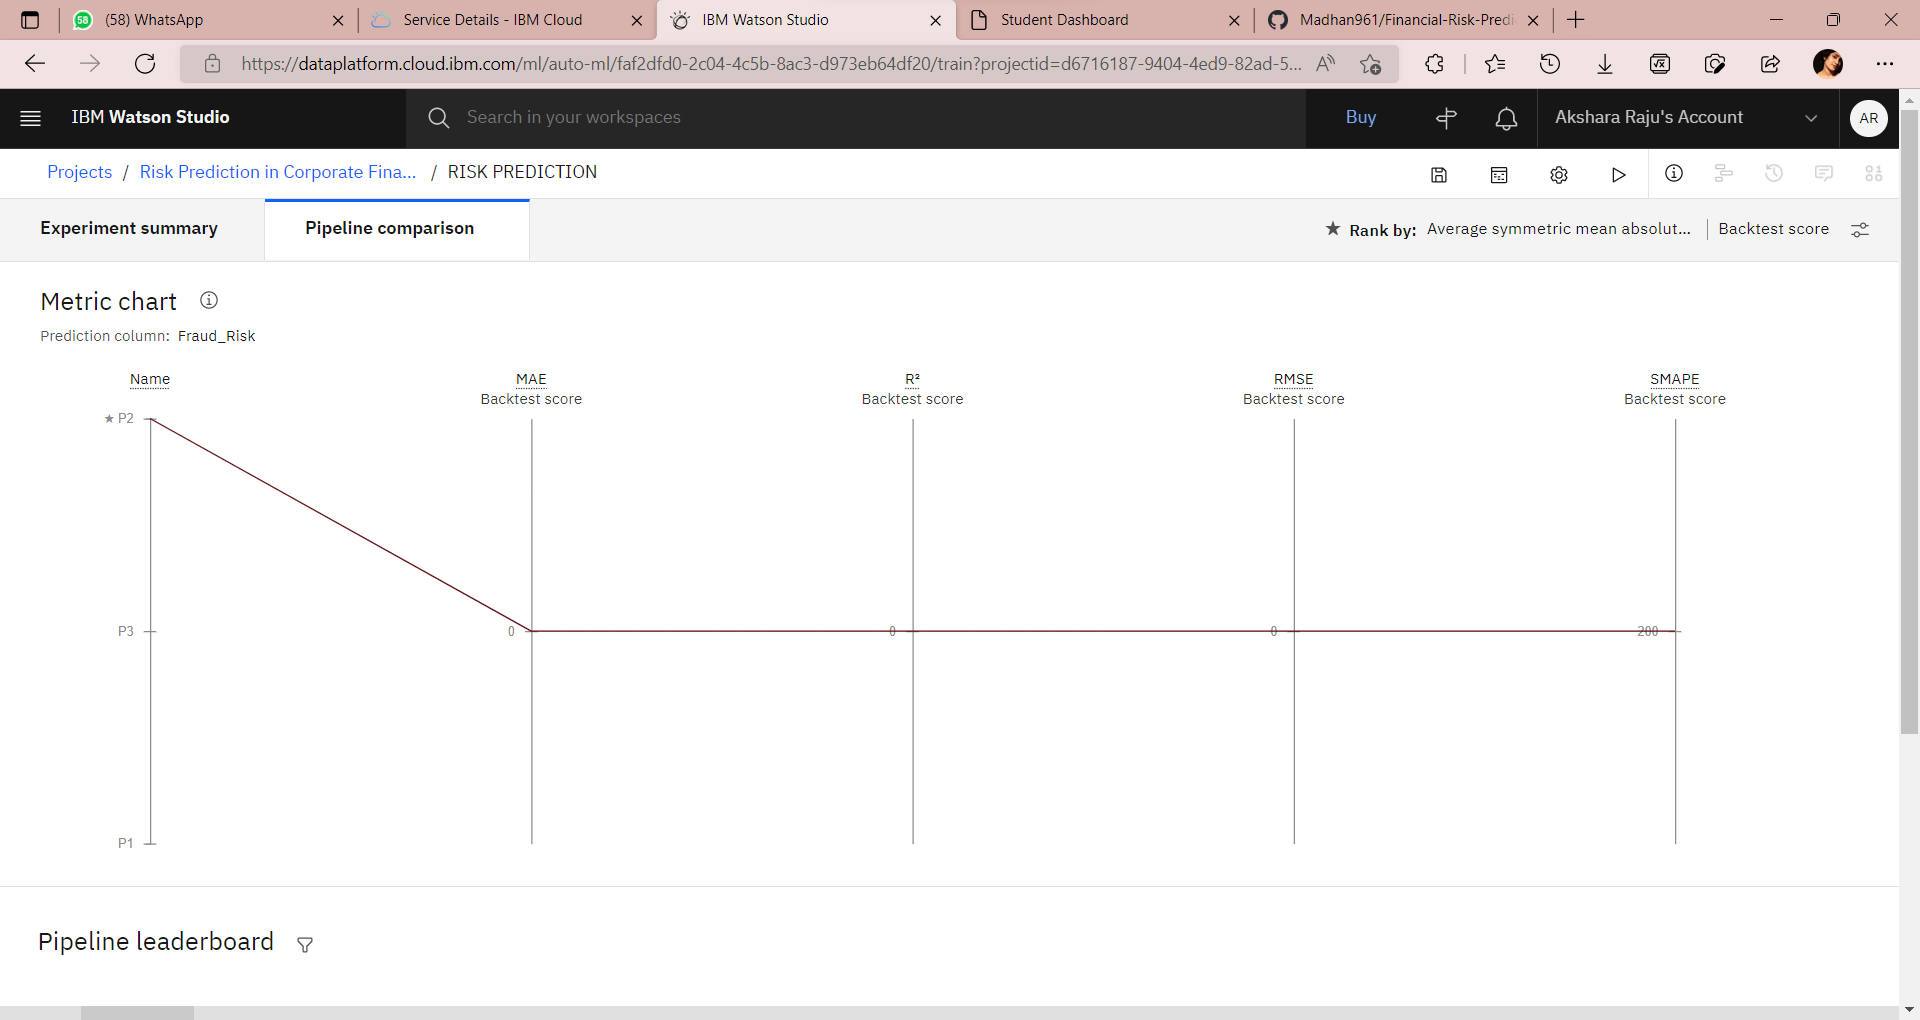 58 (58) WhatsApp
Service Details - IBM Cloud
IBM Watson Studio
Student Dashboard
Madhan961/Financial-Risk-Predi
https://dataplatform.cloud.ibm.com/ml/auto-ml/faf2dfd0-2c04-4c5b-8ac3-d973eb64df20/train?projectid=d6716187-9404-4ed9-82ad-5...
IBM Watson Studio
Search in your workspaces
Buy
Akshara Raju's Account
AR
Projects / Risk Prediction in Corporate Fina... / RISK PREDICTION
Experiment summary
Pipeline comparison
★ Rank by: Average symmetric mean absolut... | Backtest score
Metric chart
Prediction column: Fraud_Risk
Name
MAE
Backtest score
R²
Backtest score
RMSE
Backtest score
SMAPE
Backtest score
★ P2
P3
0
0
0
200
P1
Pipeline leaderboard